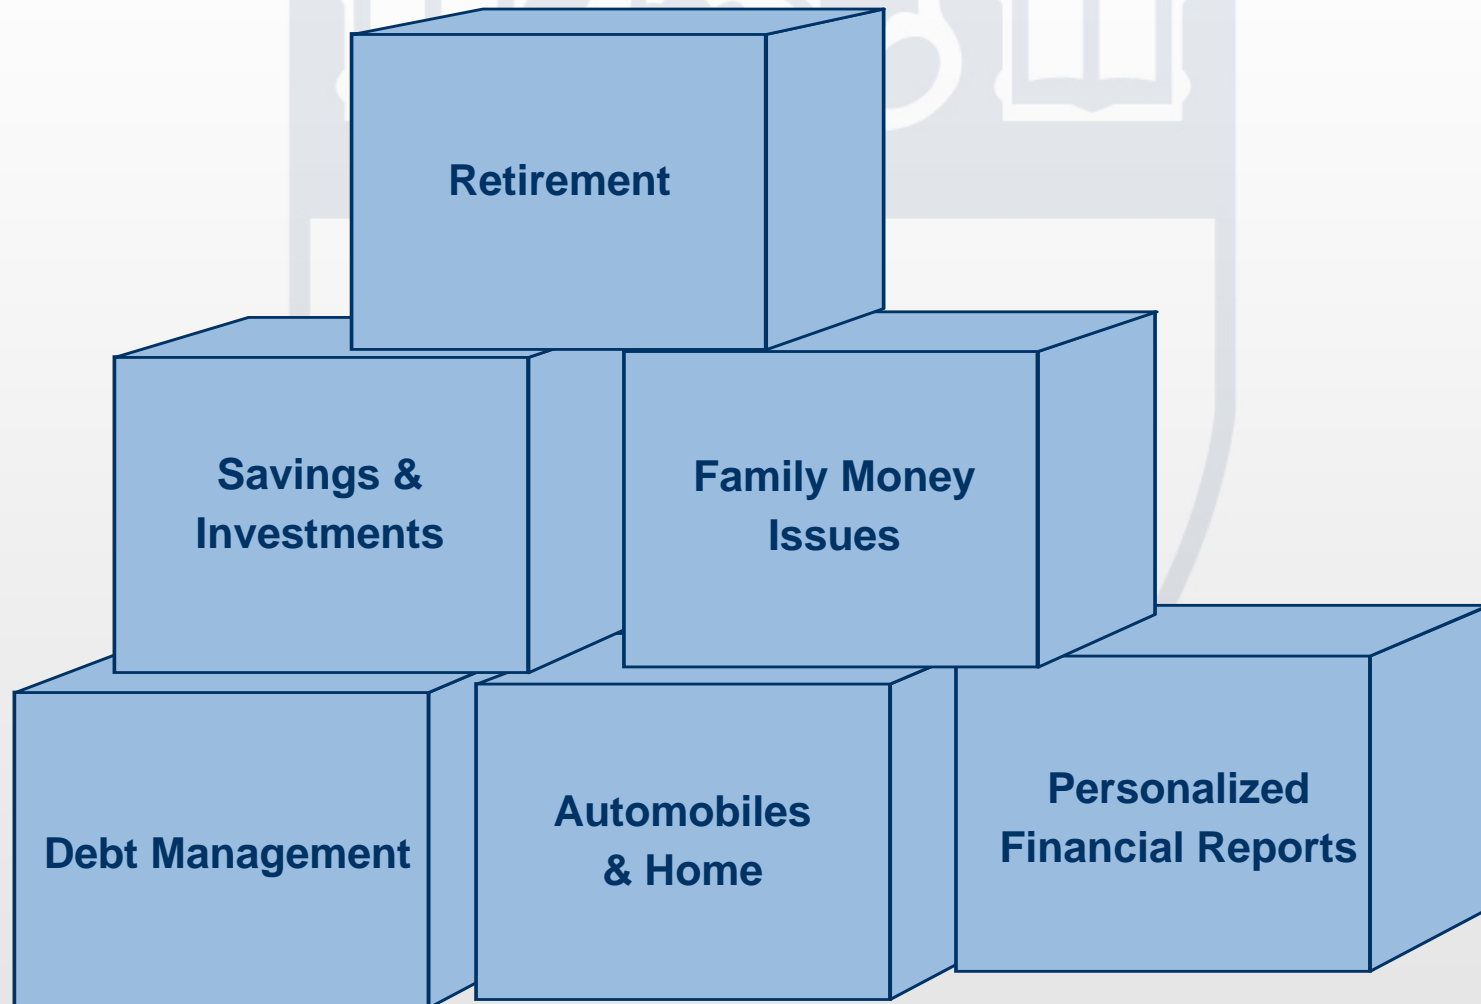 Retirement
Savings &
Investments
Family Money
Issues
Debt Management
Automobiles
& Home
Personalized
Financial Reports